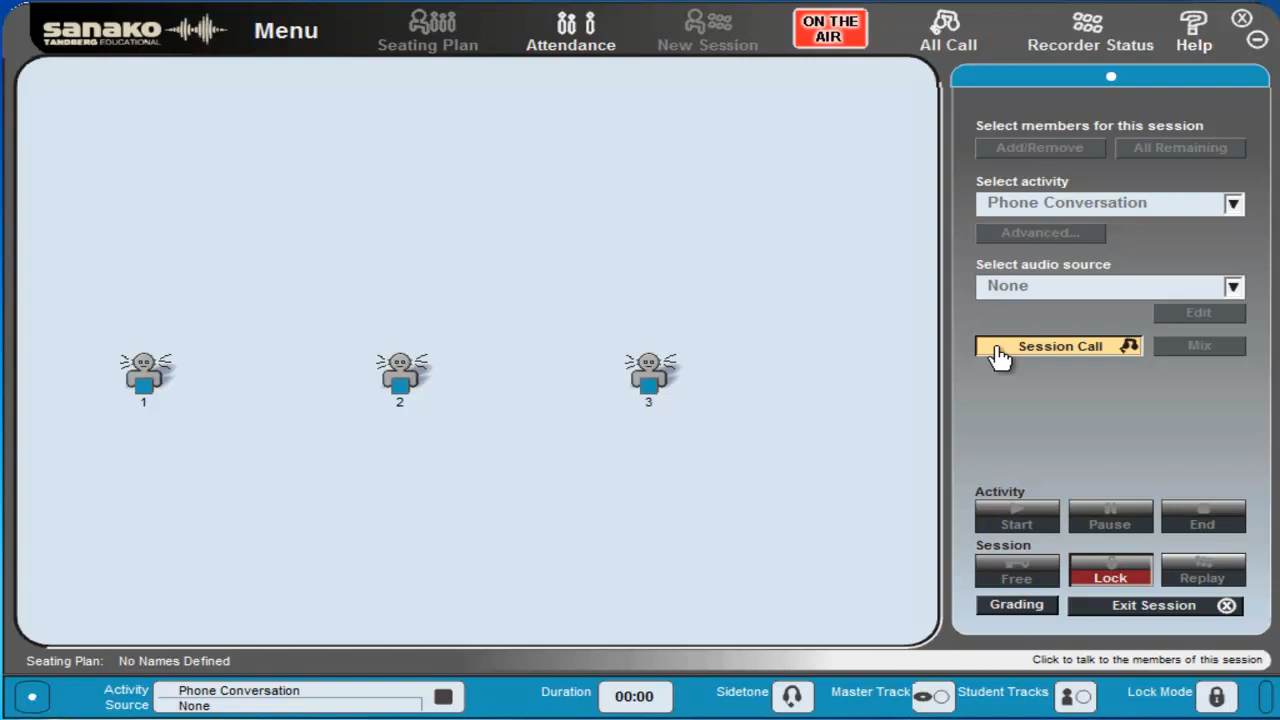 sanako
TANDBERG EDUCATIONAL
Menu
Seating Plan
Attendance
New Session
ON THE
AIR
All Call
Recorder Status
Help
Select members for this session
Add/Remove
All Remaining
Select activity
Phone Conversation
Advanced...
Select audio source
None
Edit
Session Call
Mix
1
2
3
Activity
Start
Pause
End
Session
Free
Lock
Replay
Grading
Exit Session
Seating Plan: No Names Defined
Click to talk to the members of this session
Activity Phone Conversation
Source None
Duration 00:00
Sidetone
Master Track
Student Tracks
Lock Mode